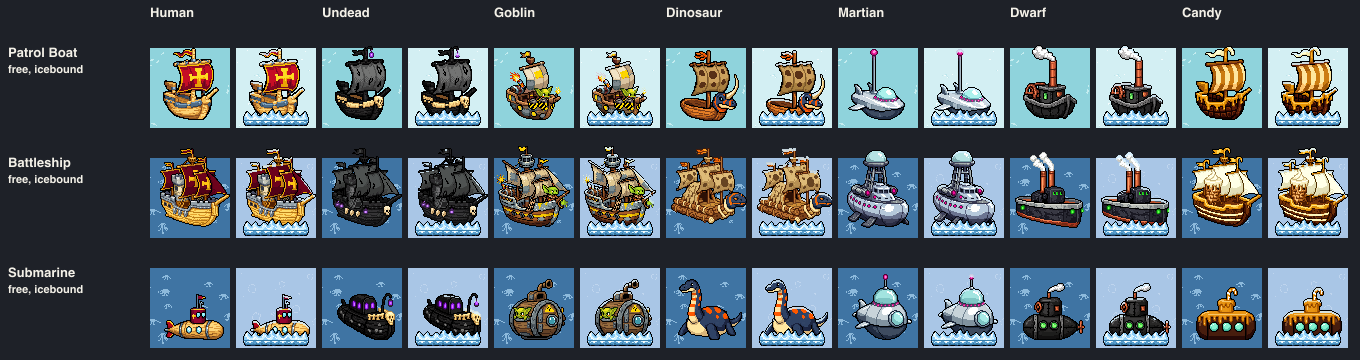 Human Undead Goblin Dinosaur Martian Dwarf Candy
Patrol Boat
free, icebound
Battleship
free, icebound
Submarine
free, icebound